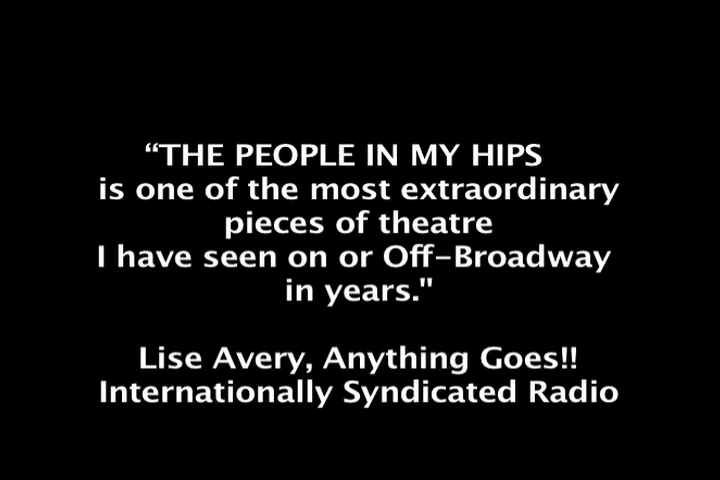 “THE PEOPLE IN MY HIPS
is one of the most extraordinary
pieces of theatre
I have seen on or Off-Broadway
in years."
Lise Avery, Anything Goes!!
Internationally Syndicated Radio